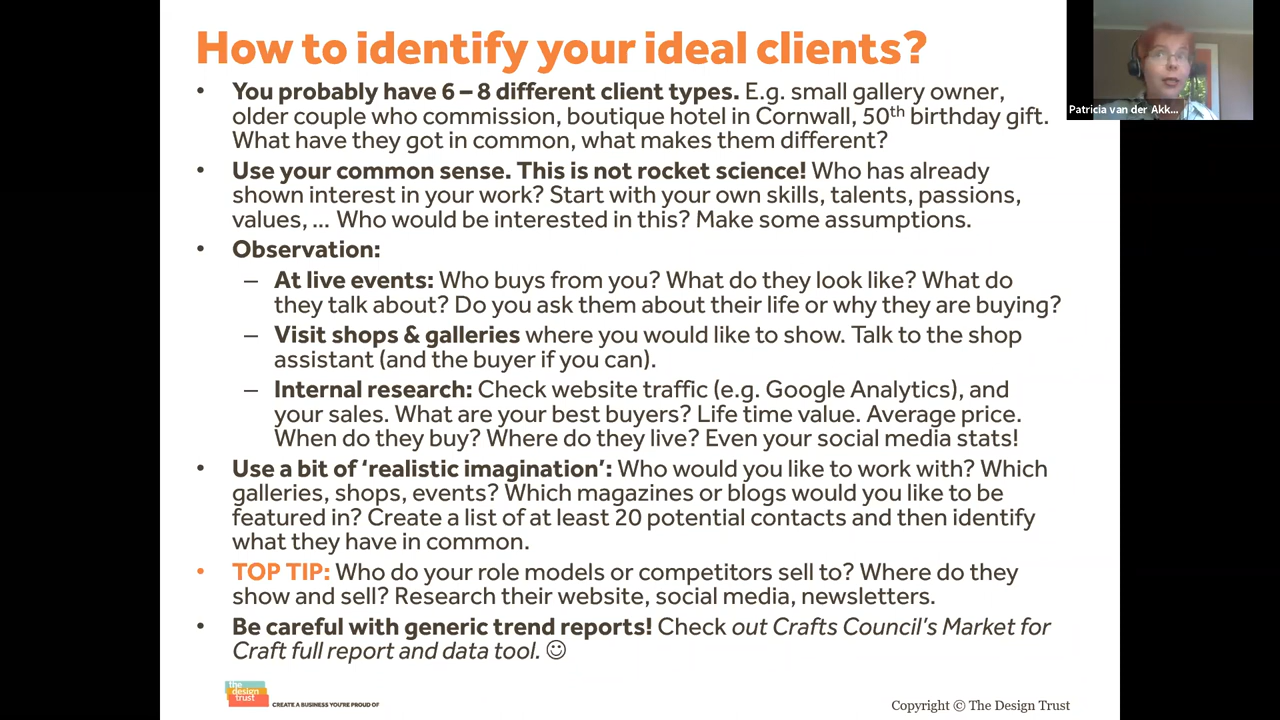 How to identify your ideal clients?
Patricia van der Akk...
• You probably have 6 – 8 different client types. E.g. small gallery owner,
older couple who commission, boutique hotel in Cornwall, 50th birthday gift.
What have they got in common, what makes them different?
• Use your common sense. This is not rocket science! Who has already
shown interest in your work? Start with your own skills, talents, passions,
values, ... Who would be interested in this? Make some assumptions.
• Observation:
– At live events: Who buys from you? What do they look like? What do
they talk about? Do you ask them about their life or why they are buying?
– Visit shops & galleries where you would like to show. Talk to the shop
assistant (and the buyer if you can).
– Internal research: Check website traffic (e.g. Google Analytics), and
your sales. What are your best buyers? Life time value. Average price.
When do they buy? Where do they live? Even your social media stats!
• Use a bit of ‘realistic imagination’: Who would you like to work with? Which
galleries, shops, events? Which magazines or blogs would you like to be
featured in? Create a list of at least 20 potential contacts and then identify
what they have in common.
• TOP TIP: Who do your role models or competitors sell to? Where do they
show and sell? Research their website, social media, newsletters.
• Be careful with generic trend reports! Check out Crafts Council’s Market for
Craft full report and data tool. ☺
the
design
trust
CREATE A BUSINESS YOU'RE PROUD OF
Copyright © The Design Trust